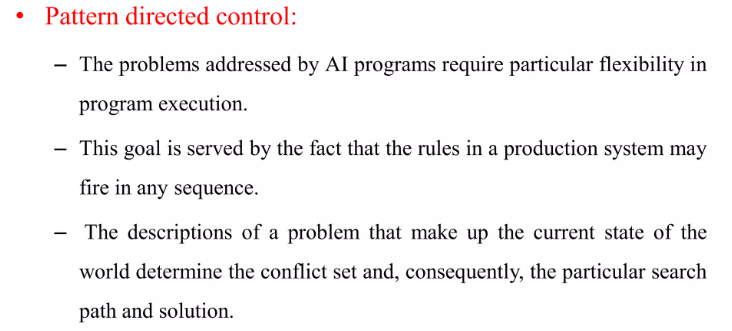 • Pattern directed control:
– The problems addressed by AI programs require particular flexibility in
program execution.
– This goal is served by the fact that the rules in a production system may
fire in any sequence.
– The descriptions of a problem that make up the current state of the
world determine the conflict set and, consequently, the particular search
path and solution.